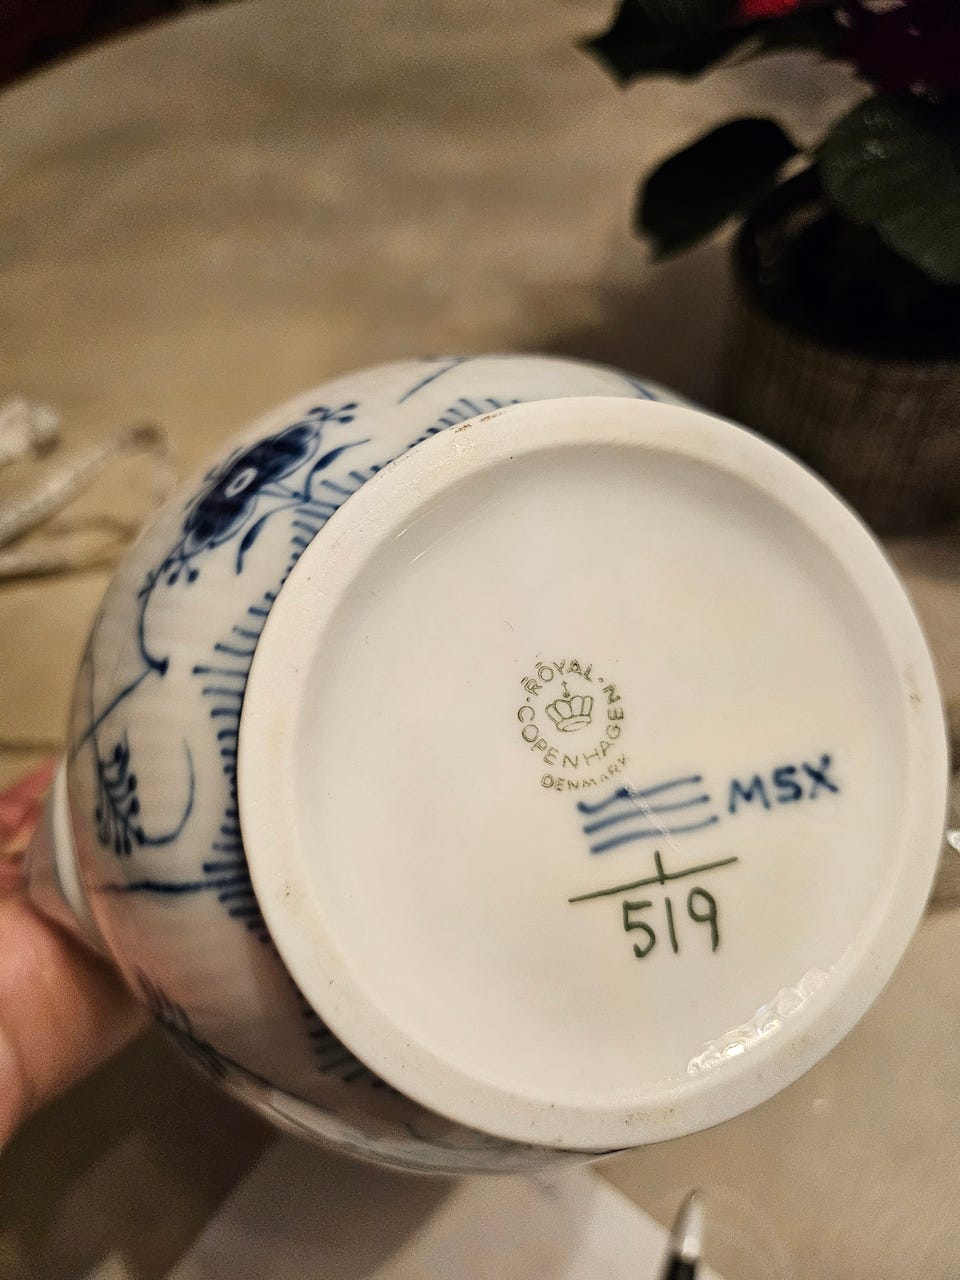 ROYAL
COPENHAGEN
DENMARK
MSX
1
519